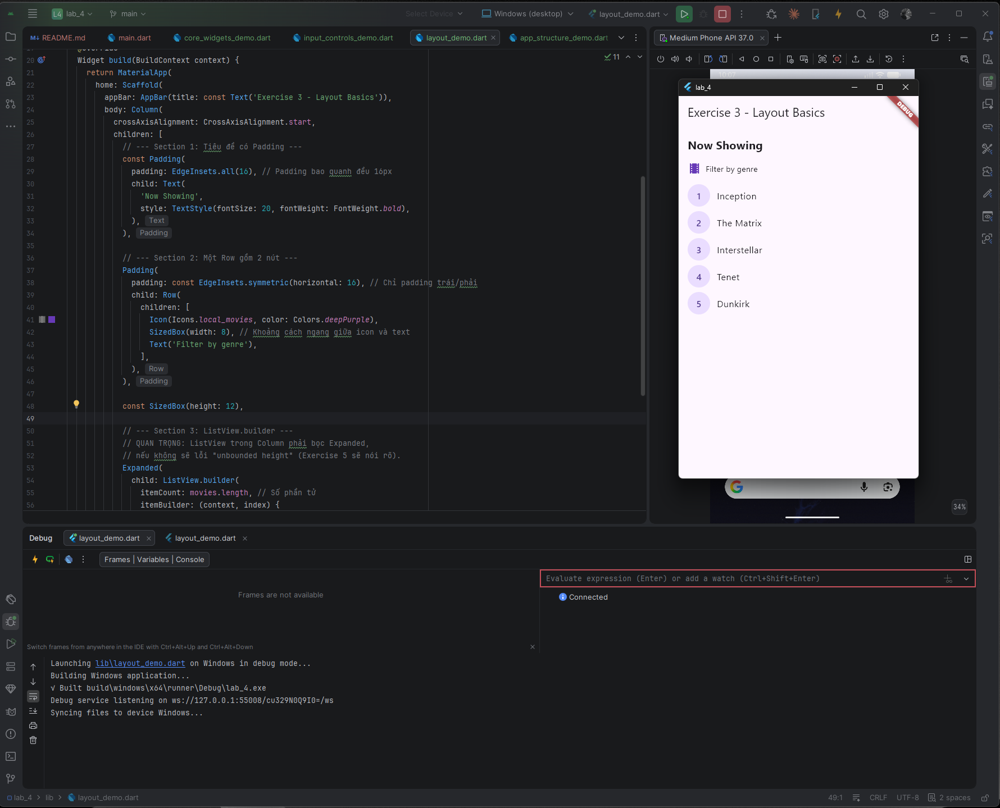 L4 lab_4 main Select Device Windows (desktop) layout_demo.dart
README.md main.dart core_widgets_demo.dart input_controls_demo.dart layout_demo.dart app_structure_demo.dart
20 Widget build(BuildContext context) {
11
21 return MaterialApp(
22 home: Scaffold(
23 appBar: AppBar(title: const Text('Exercise 3 - Layout Basics')),
24 body: Column(
25 crossAxisAlignment: CrossAxisAlignment.start,
26 children: [
27 // --- Section 1: Tiêu đề có Padding ---
28 const Padding(
29 padding: EdgeInsets.all(16), // Padding bao quanh đều 16px
30 child: Text(
31 'Now Showing',
32 style: TextStyle(fontSize: 20, fontWeight: FontWeight.bold),
33 ), Text
34 ), Padding
35
36 // --- Section 2: Một Row gồm 2 nút ---
37 Padding(
38 padding: const EdgeInsets.symmetric(horizontal: 16), // Chỉ padding trái/phải
39 child: Row(
40 children: [
41 Icon(Icons.local_movies, color: Colors.deepPurple),
42 SizedBox(width: 8), // Khoảng cách ngang giữa icon và text
43 Text('Filter by genre'),
44 ],
45 ), Row
46 ), Padding
47
48 const SizedBox(height: 12),
49
50 // --- Section 3: ListView.builder ---
51 // QUAN TRỌNG: ListView trong Column phải bọc Expanded,
52 // nếu không sẽ lỗi "unbounded height" (Exercise 5 sẽ nói rõ).
53 Expanded(
54 child: ListView.builder(
55 itemCount: movies.length, // Số phần tử
56 itemBuilder: (context, index) {
Medium Phone API 37.0
10:07
lab_4
DEBUG
Exercise 3 - Layout Basics
Now Showing
Filter by genre
1 Inception
2 The Matrix
3 Interstellar
4 Tenet
5 Dunkirk
34%
Debug layout_demo.dart layout_demo.dart
Frames | Variables | Console
Frames are not available
Evaluate expression (Enter) or add a watch (Ctrl+Shift+Enter)
Connected
Switch frames from anywhere in the IDE with Ctrl+Alt+Up and Ctrl+Alt+Down
Launching lib\layout_demo.dart on Windows in debug mode...
Building Windows application...
√ Built build\windows\x64\runner\Debug\lab_4.exe
Debug service listening on ws://127.0.0.1:55008/cu329N0Q9I0=/ws
Syncing files to device Windows...
lab_4 > lib > layout_demo.dart
49:1 CRLF UTF-8 2 spaces